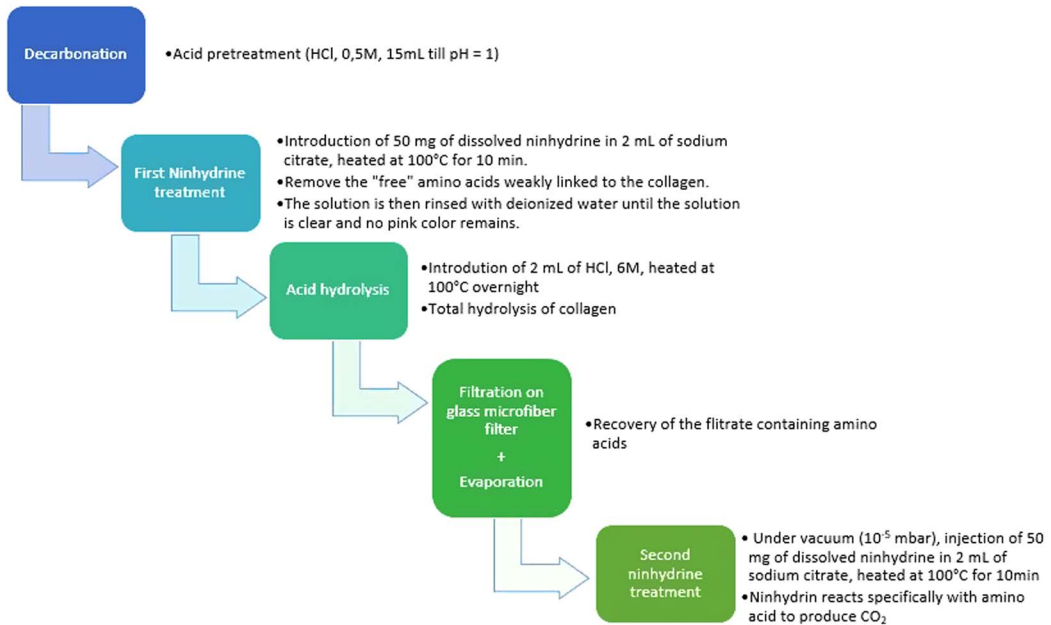 Decarbonation
•Acid pretreatment (HCl, 0,5M, 15mL till pH = 1)
First Ninhydrine
treatment
•Introduction of 50 mg of dissolved ninhydrine in 2 mL of sodium
citrate, heated at 100°C for 10 min.
•Remove the "free" amino acids weakly linked to the collagen.
•The solution is then rinsed with deionized water until the solution
is clear and no pink color remains.
Acid hydrolysis
•Introdution of 2 mL of HCl, 6M, heated at
100°C overnight
•Total hydrolysis of collagen
Filtration on
glass microfiber
filter
+
Evaporation
•Recovery of the flitrate containing amino
acids
Second
ninhydrine
treatment
• Under vacuum (10⁻⁵ mbar), injection of 50
mg of dissolved ninhydrine in 2 mL of
sodium citrate, heated at 100°C for 10min
•Ninhydrin reacts specifically with amino
acid to produce CO₂